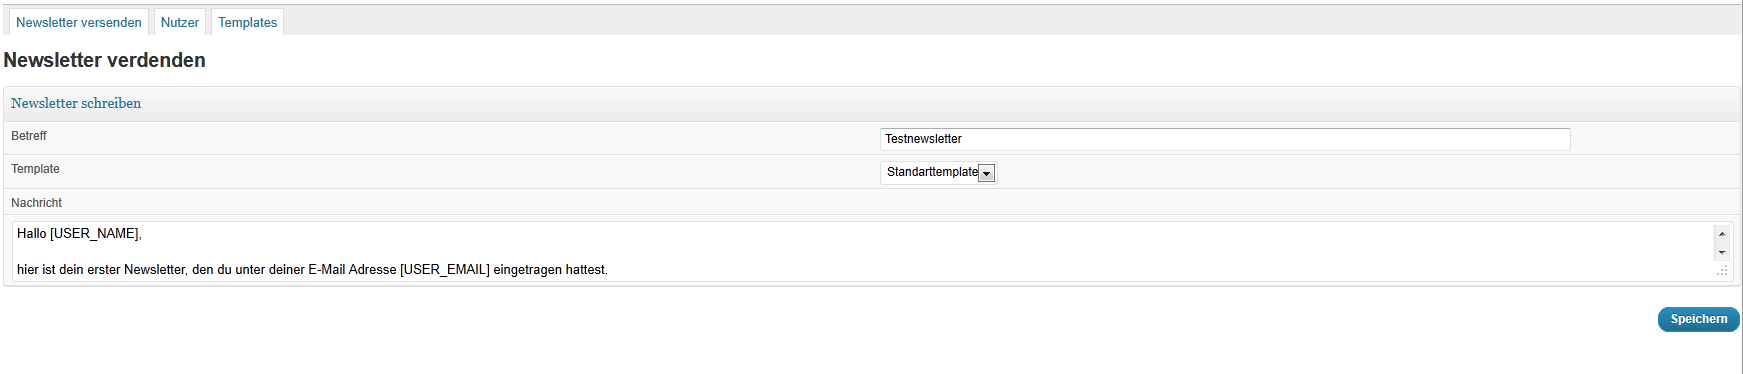 Newsletter versenden Nutzer Templates
Newsletter verdenden
Newsletter schreiben
Betreff Testnewsletter
Template Standarttemplate
Nachricht
Hallo [USER_NAME],
hier ist dein erster Newsletter, den du unter deiner E-Mail Adresse [USER_EMAIL] eingetragen hattest.
Speichern